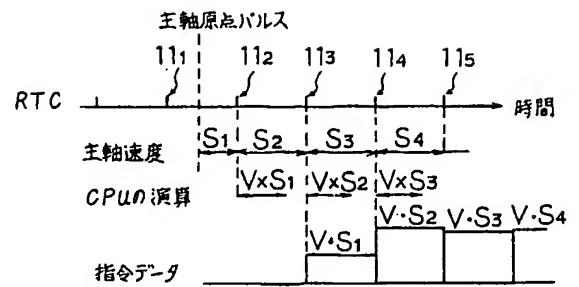 主軸原点パルス
11₁ 11₂ 11₃ 11₄ 11₅
RTC 時間
主軸速度 S1 S2 S3 S4
CPUの演算 V×S1 V×S2 V×S3
指令データ V・S1 V・S2 V・S3 V・S4